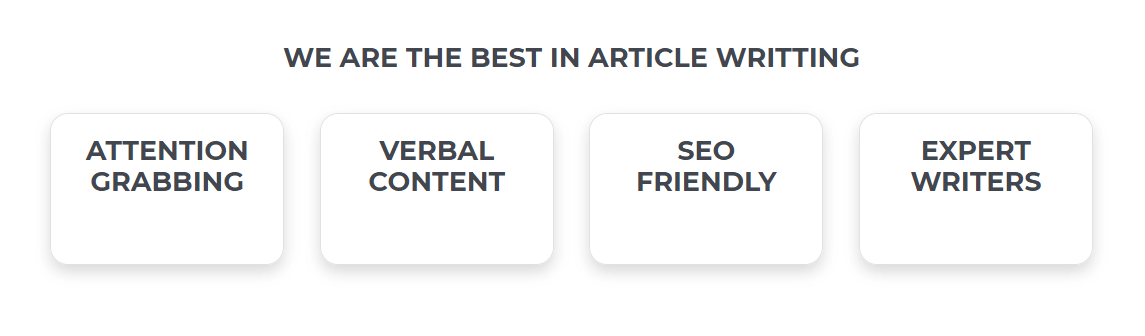 WE ARE THE BEST IN ARTICLE WRITTING
ATTENTION
GRABBING
VERBAL
CONTENT
SEO
FRIENDLY
EXPERT
WRITERS